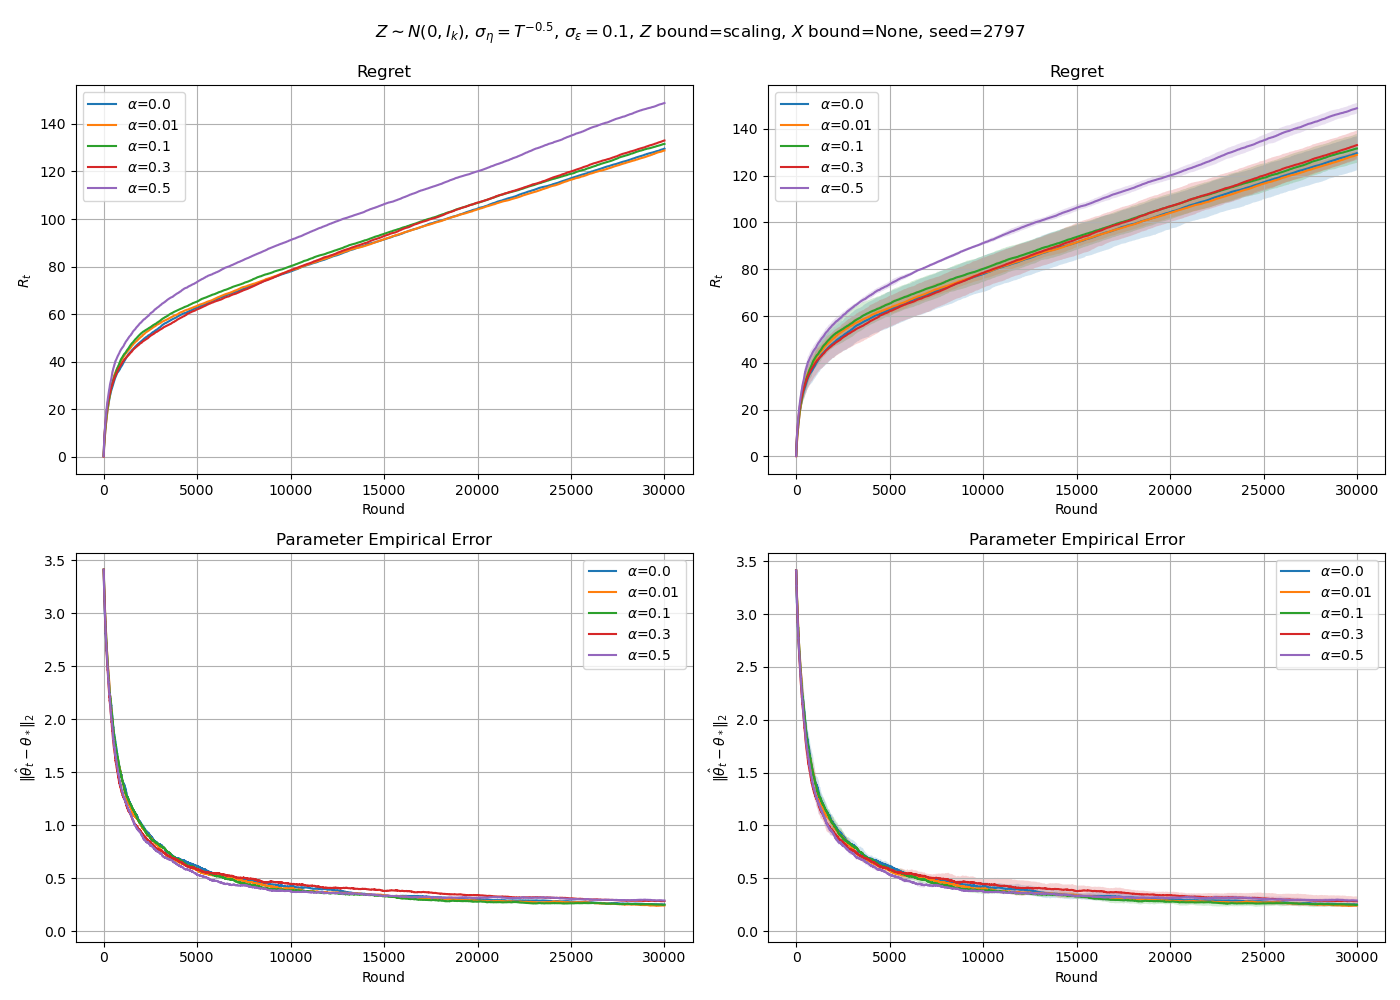 Z ∼ N(0, I_k), σ_η = T^{−0.5}, σ_ε = 0.1, Z bound=scaling, X bound=None, seed=2797
Regret
α=0.0
α=0.01
α=0.1
α=0.3
α=0.5
140
120
100
80
60
40
20
0
R_t
0 5000 10000 15000 20000 25000 30000
Round
Regret
α=0.0
α=0.01
α=0.1
α=0.3
α=0.5
140
120
100
80
60
40
20
0
R_t
0 5000 10000 15000 20000 25000 30000
Round
Parameter Empirical Error
α=0.0
α=0.01
α=0.1
α=0.3
α=0.5
3.5
3.0
2.5
2.0
1.5
1.0
0.5
0.0
‖θ̂_t − θ_*‖_2
0 5000 10000 15000 20000 25000 30000
Round
Parameter Empirical Error
α=0.0
α=0.01
α=0.1
α=0.3
α=0.5
3.5
3.0
2.5
2.0
1.5
1.0
0.5
0.0
‖θ̂_t − θ_*‖_2
0 5000 10000 15000 20000 25000 30000
Round